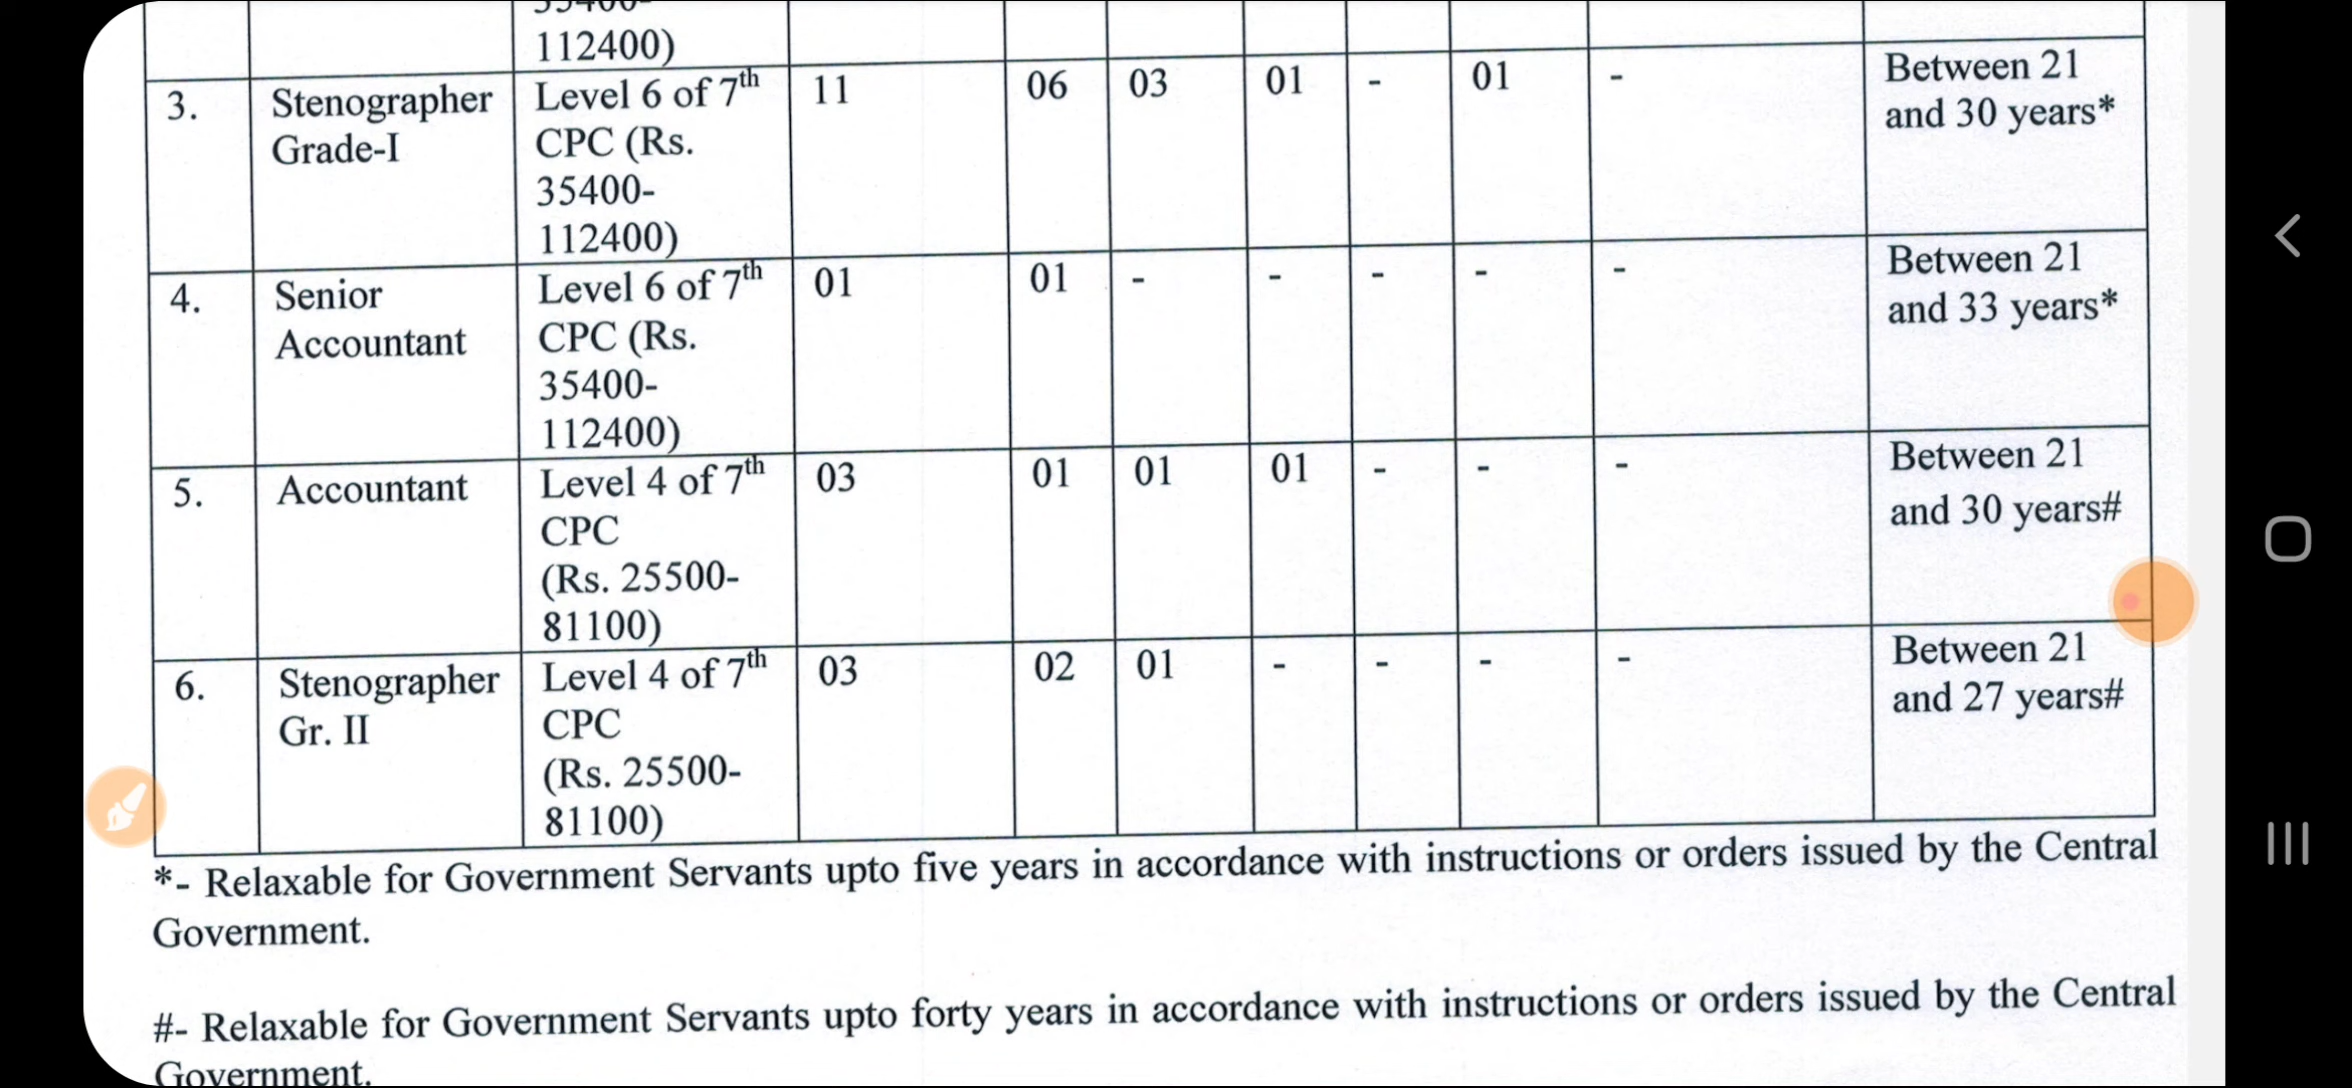 112400)
3. Stenographer Level 6 of 7th 11 06 03 01 - 01 - Between 21
Grade-I CPC (Rs. and 30 years*
35400-
112400)
4. Senior Level 6 of 7th 01 01 - - - - - Between 21
Accountant CPC (Rs. and 33 years*
35400-
112400)
5. Accountant Level 4 of 7th 03 01 01 01 - - - Between 21
CPC and 30 years#
(Rs. 25500-
81100)
6. Stenographer Level 4 of 7th 03 02 01 - - - - Between 21
Gr. II CPC and 27 years#
(Rs. 25500-
81100)
*- Relaxable for Government Servants upto five years in accordance with instructions or orders issued by the Central
Government.
#- Relaxable for Government Servants upto forty years in accordance with instructions or orders issued by the Central
Government.